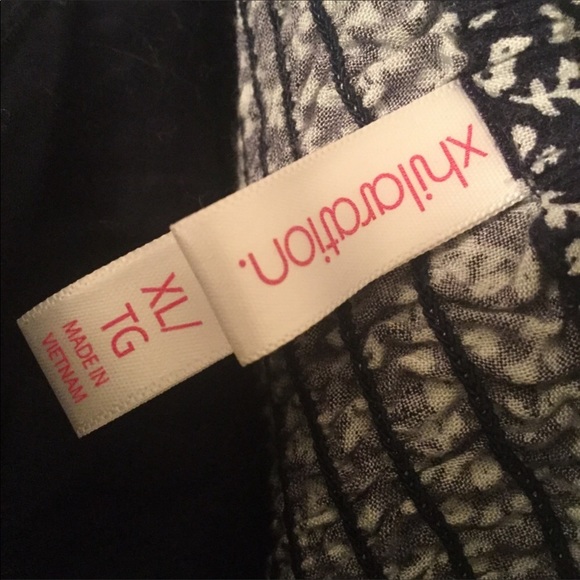 xhilaration.
XL/
TG
MADE IN
VIETNAM